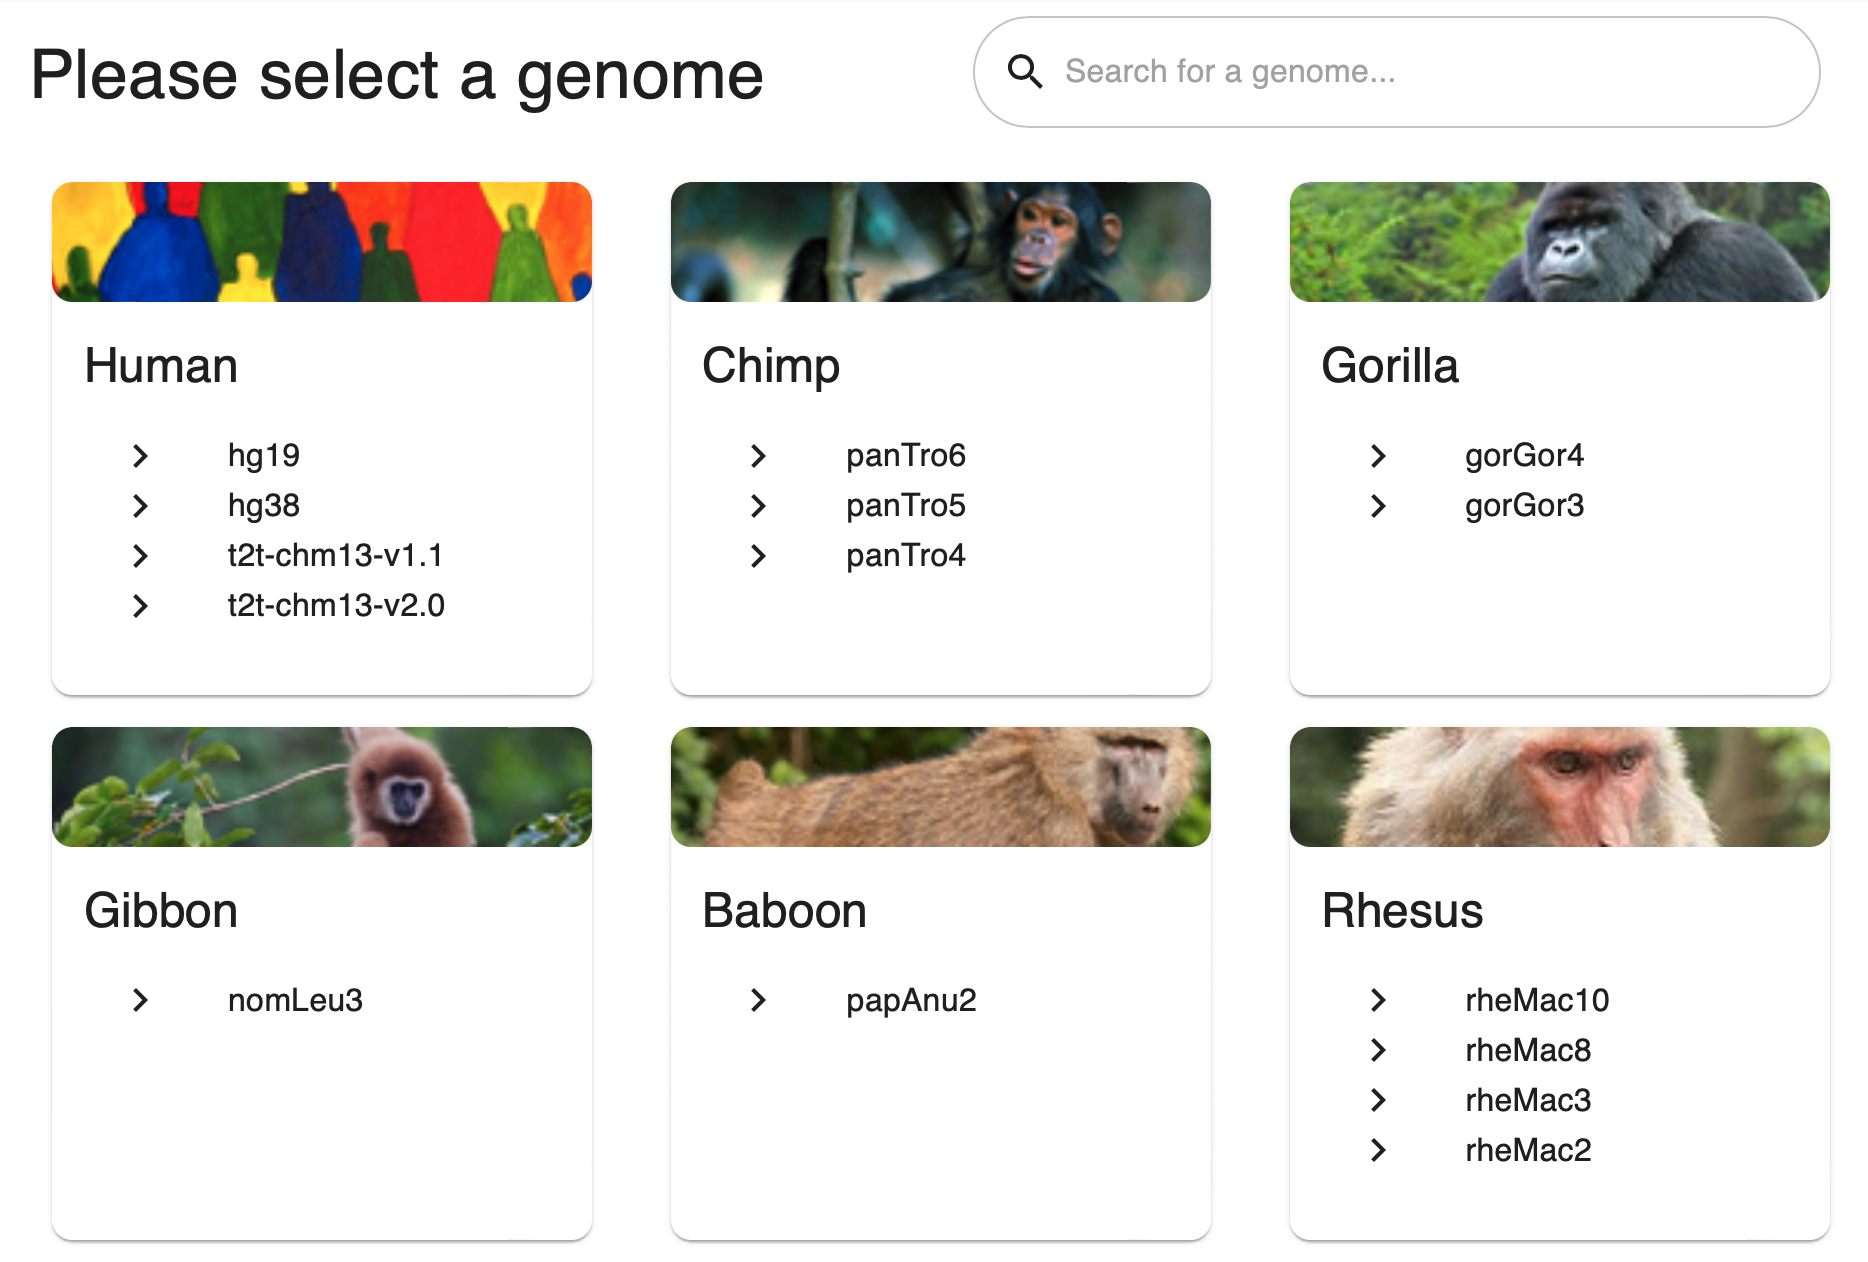 Please select a genome
Search for a genome...
Human
hg19
hg38
t2t-chm13-v1.1
t2t-chm13-v2.0
Chimp
panTro6
panTro5
panTro4
Gorilla
gorGor4
gorGor3
Gibbon
nomLeu3
Baboon
papAnu2
Rhesus
rheMac10
rheMac8
rheMac3
rheMac2